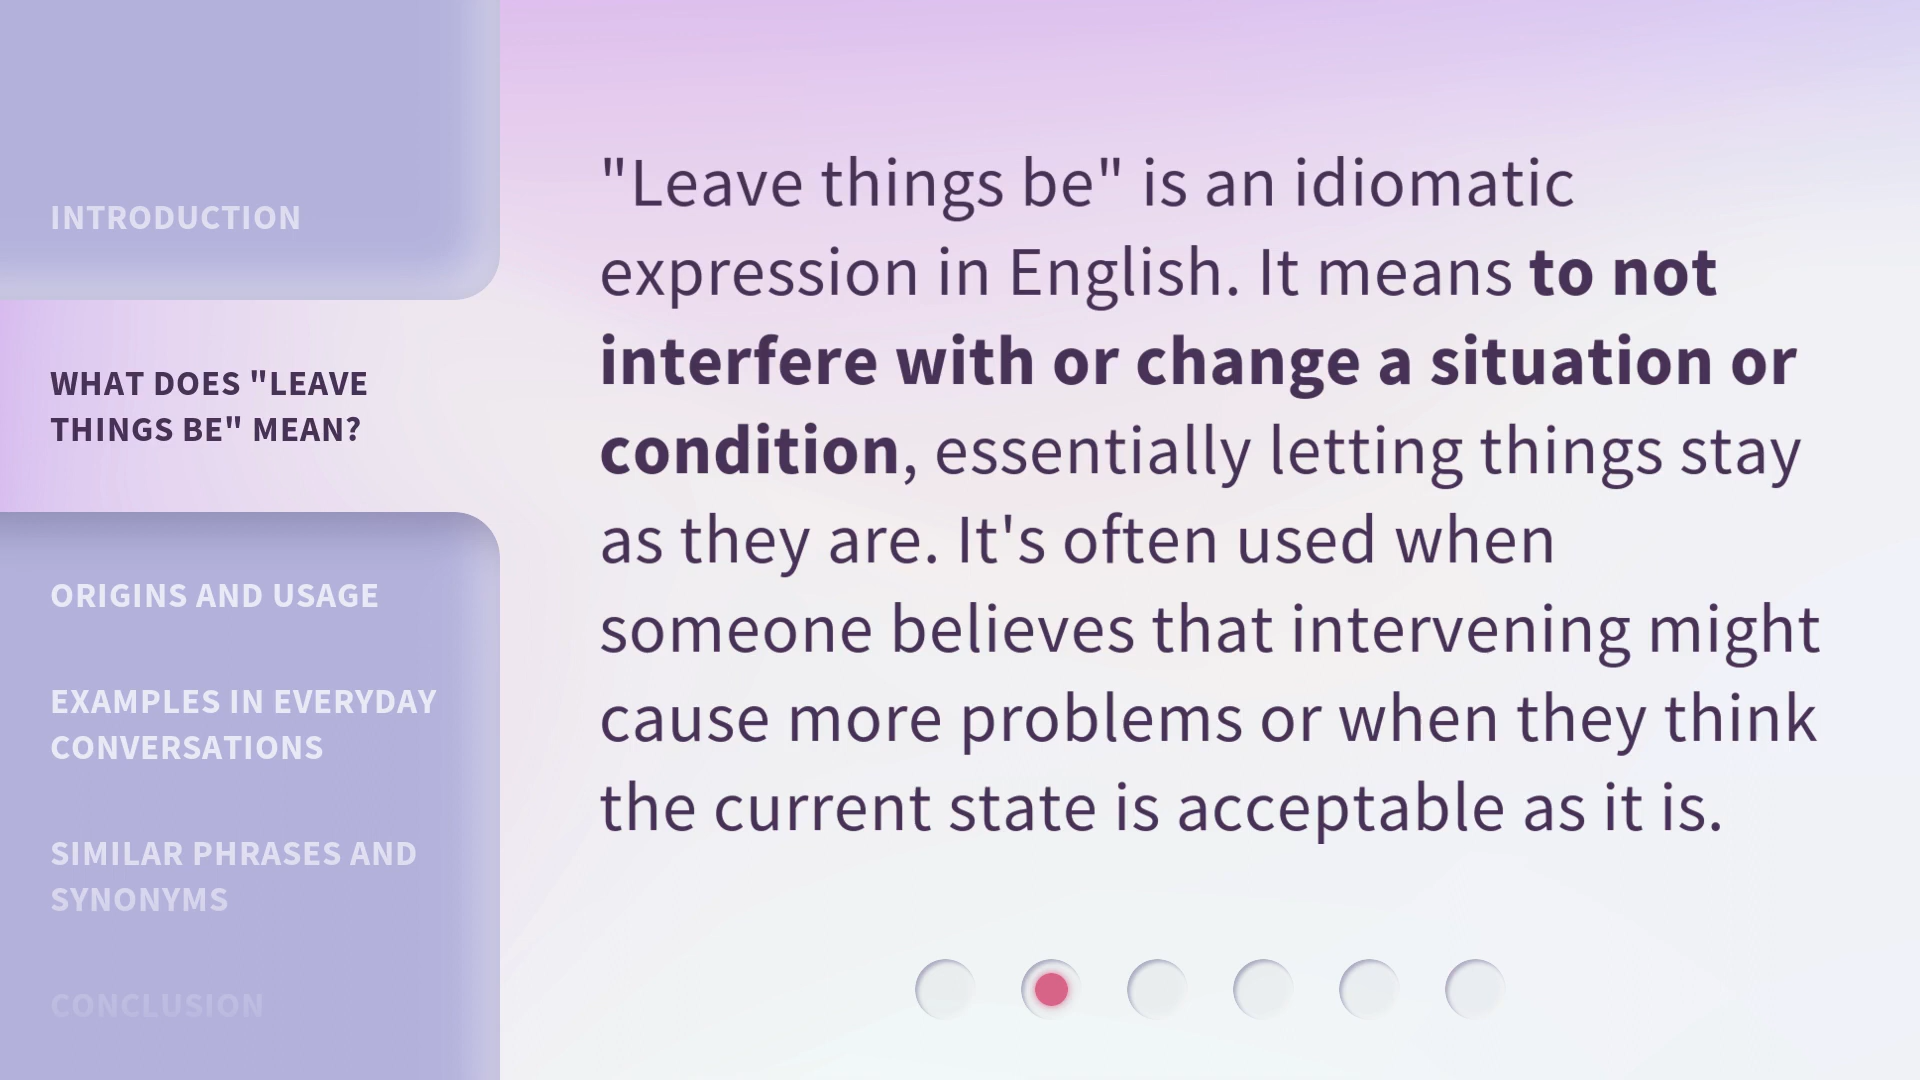 INTRODUCTION
WHAT DOES "LEAVE
THINGS BE" MEAN?
ORIGINS AND USAGE
EXAMPLES IN EVERYDAY
CONVERSATIONS
SIMILAR PHRASES AND
SYNONYMS
CONCLUSION
"Leave things be" is an idiomatic
expression in English. It means to not
interfere with or change a situation or
condition, essentially letting things stay
as they are. It's often used when
someone believes that intervening might
cause more problems or when they think
the current state is acceptable as it is.